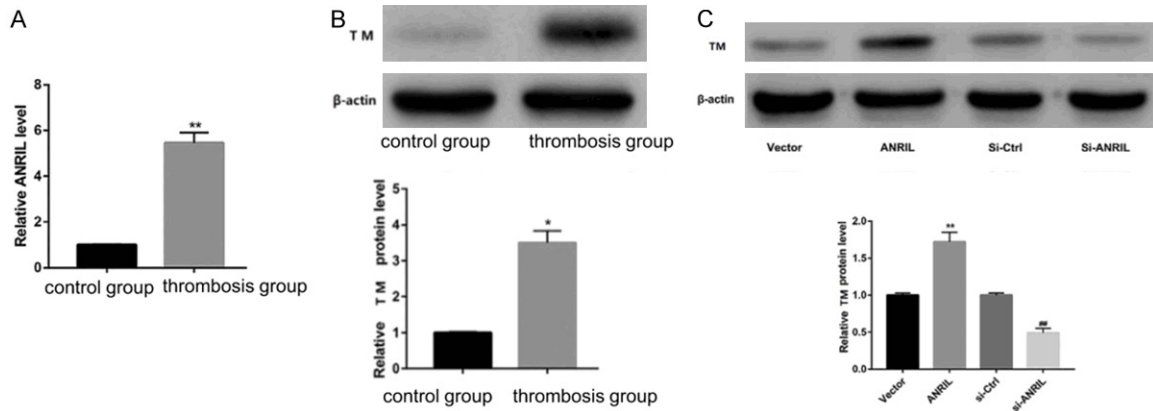 A
Relative ANRIL level
8
6
4
2
0
**
control group
thrombosis group
B
T M
β-actin
control group
thrombosis group
Relative T M protein level
5
4
3
2
1
0
*
control group
thrombosis group
C
TM
β-actin
Vector
ANRIL
Si-Ctrl
Si-ANRIL
Relative TM protein level
2.0
1.5
1.0
0.5
0.0
**
##
Vector
ANRIL
si-Ctrl
si-ANRIL